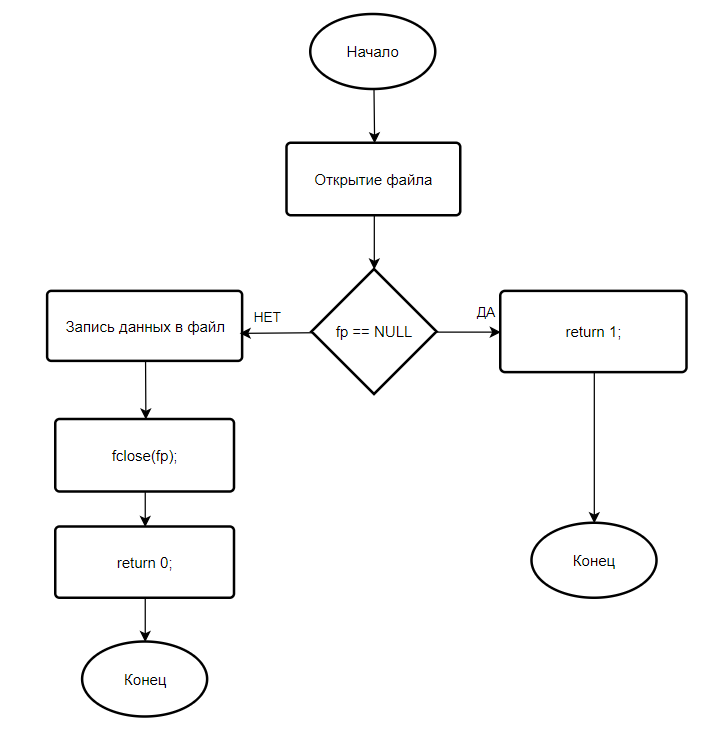 Начало
Открытие файла
fp == NULL
НЕТ
ДА
Запись данных в файл
return 1;
fclose(fp);
return 0;
Конец
Конец